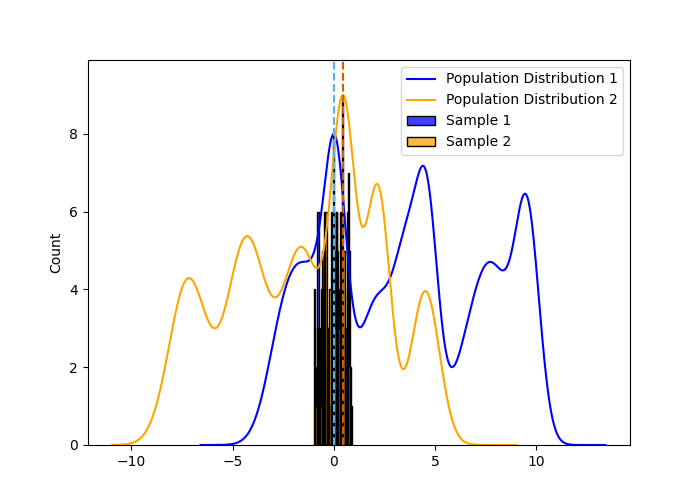 Population Distribution 1
Population Distribution 2
Sample 1
Sample 2
Count
8
6
4
2
0
−10
−5
0
5
10